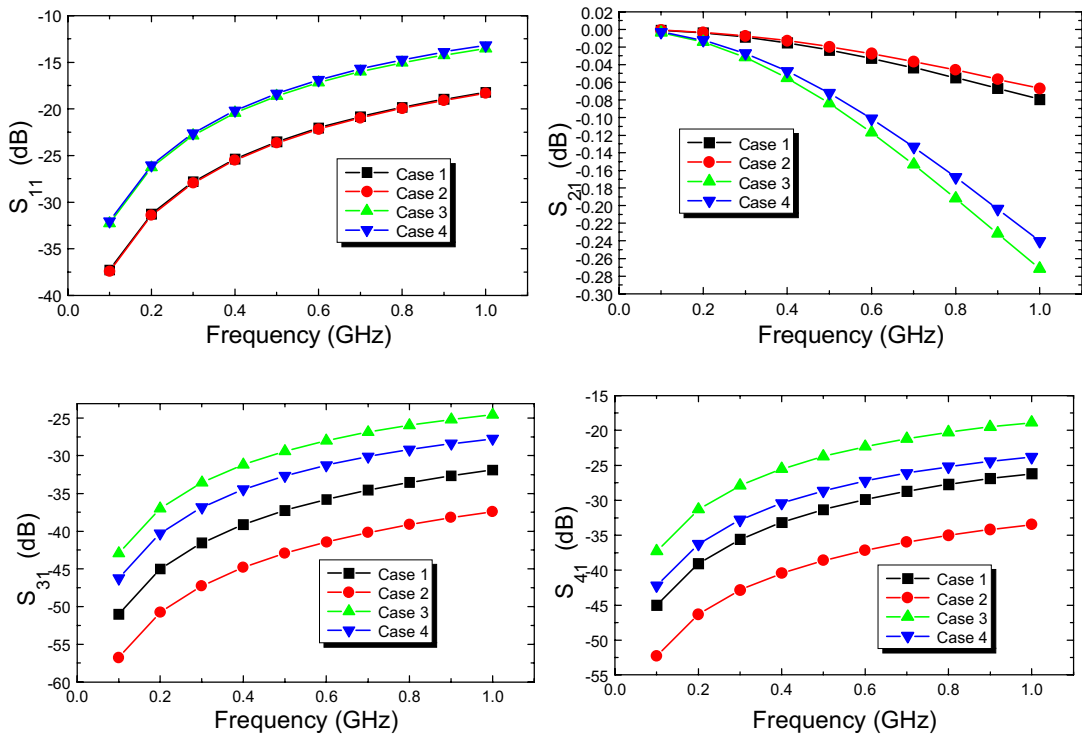 S11 (dB)
-10
-15
-20
-25
-30
-35
-40
0.0 0.2 0.4 0.6 0.8 1.0
Frequency (GHz)
Case 1
Case 2
Case 3
Case 4
S21 (dB)
0.02
0.00
-0.02
-0.04
-0.06
-0.08
-0.10
-0.12
-0.14
-0.16
-0.18
-0.20
-0.22
-0.24
-0.26
-0.28
-0.30
0.0 0.2 0.4 0.6 0.8 1.0
Frequency (GHz)
Case 1
Case 2
Case 3
Case 4
S31 (dB)
-25
-30
-35
-40
-45
-50
-55
-60
0.0 0.2 0.4 0.6 0.8 1.0
Frequency (GHz)
Case 1
Case 2
Case 3
Case 4
S41 (dB)
-15
-20
-25
-30
-35
-40
-45
-50
-55
0.0 0.2 0.4 0.6 0.8 1.0
Frequency (GHz)
Case 1
Case 2
Case 3
Case 4